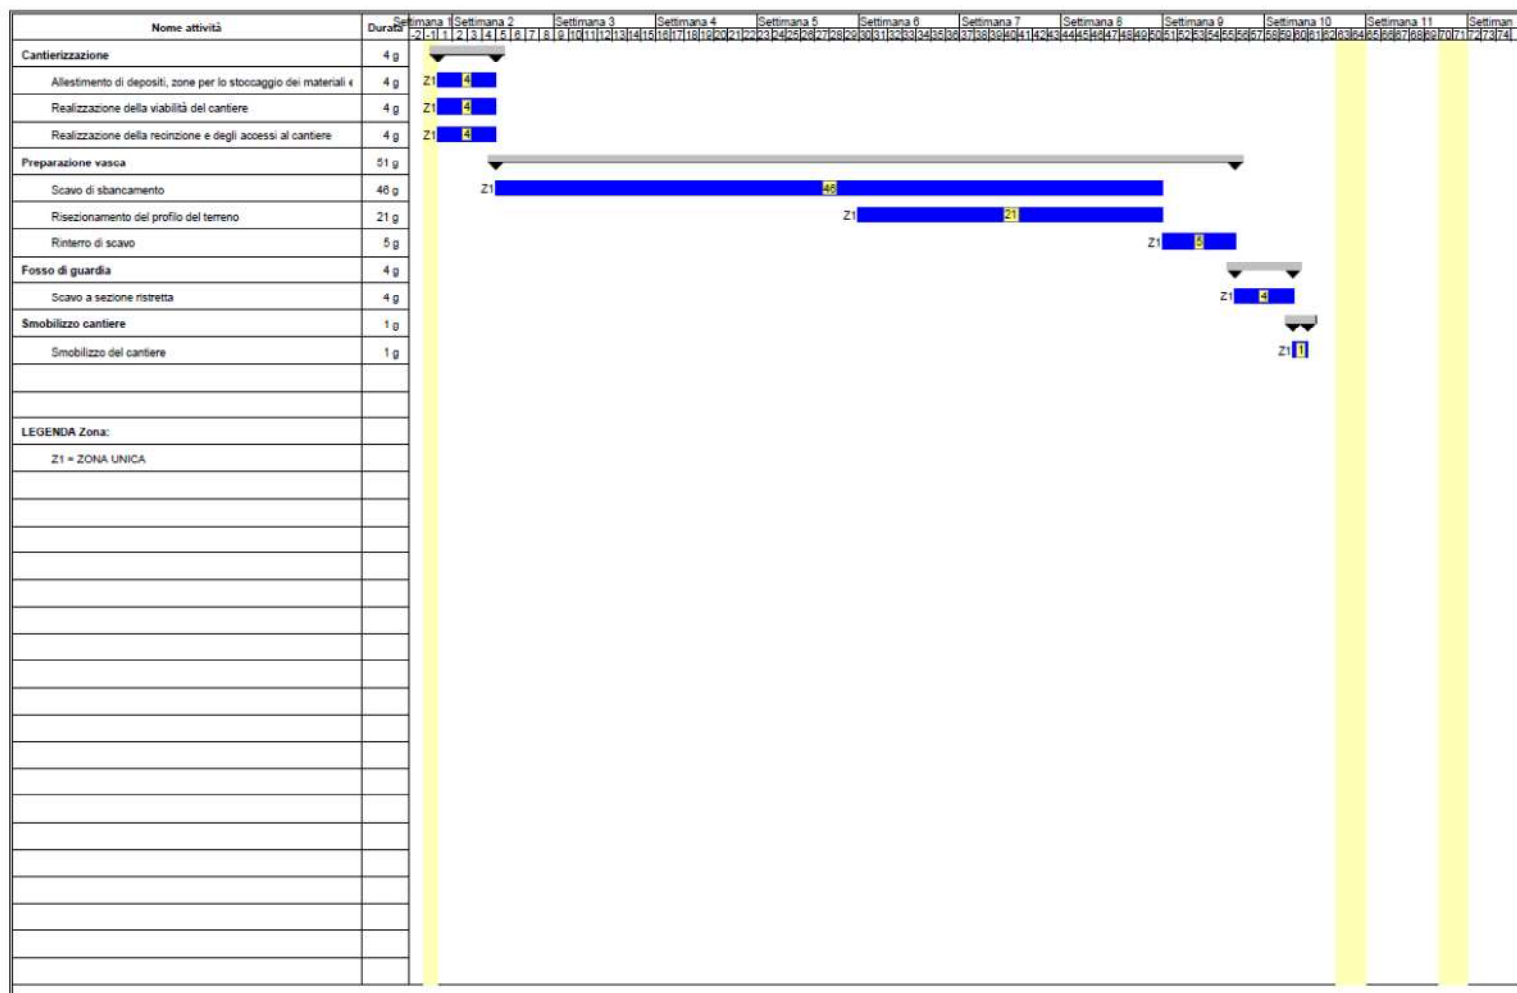 Nome attività Durata Settimana 1 Settimana 2 Settimana 3 Settimana 4 Settimana 5 Settimana 6 Settimana 7 Settimana 8 Settimana 9 Settimana 10 Settimana 11 Settiman
-2 -1 1 2 3 4 5 6 7 8 9 10 11 12 13 14 15 16 17 18 19 20 21 22 23 24 25 26 27 28 29 30 31 32 33 34 35 36 37 38 39 40 41 42 43 44 45 46 47 48 49 50 51 52 53 54 55 56 57 58 59 60 61 62 63 64 65 66 67 68 69 70 71 72 73 74
Cantierizzazione 4 g
Allestimento di depositi, zone per lo stoccaggio dei materiali e 4 g Z1 4
Realizzazione della viabilità del cantiere 4 g Z1 4
Realizzazione della recinzione e degli accessi al cantiere 4 g Z1 4
Preparazione vasca 51 g
Scavo di sbancamento 46 g Z1 46
Risezionamento del profilo del terreno 21 g Z1 21
Rinterro di scavo 5 g Z1 5
Fosso di guardia 4 g
Scavo a sezione ristretta 4 g Z1 4
Smobilizzo cantiere 1 g
Smobilizzo del cantiere 1 g Z1 1
LEGENDA Zona:
Z1 = ZONA UNICA